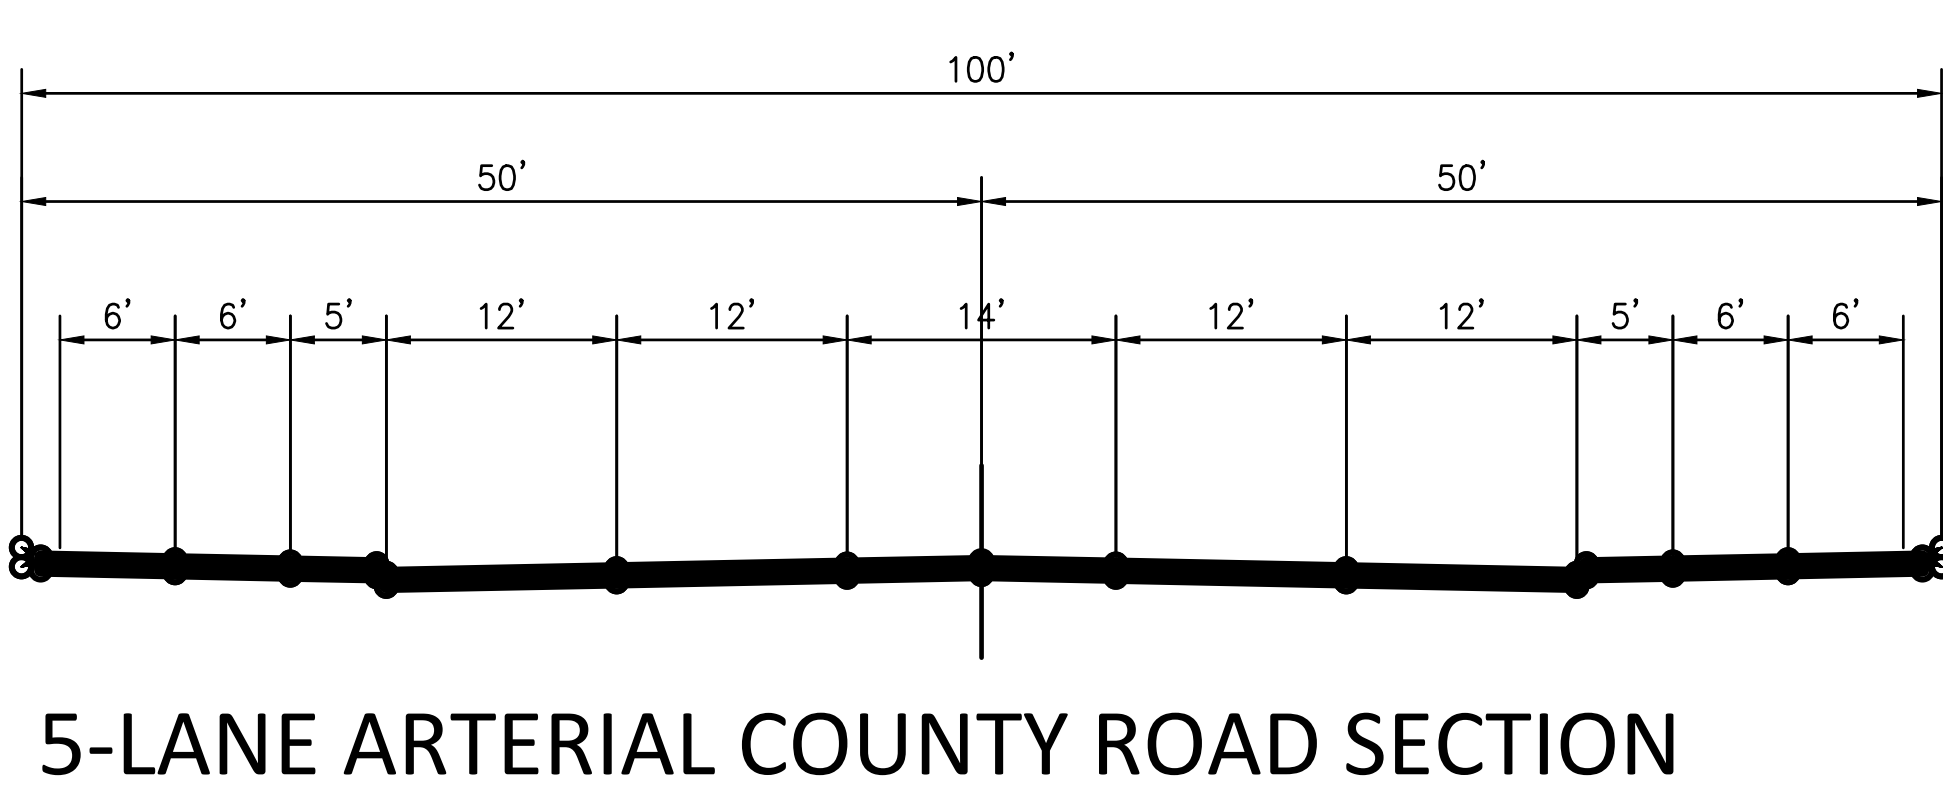 100'
50' 50'
6' 6' 5' 12' 12' 14' 12' 12' 5' 6' 6'
5-LANE ARTERIAL COUNTY ROAD SECTION